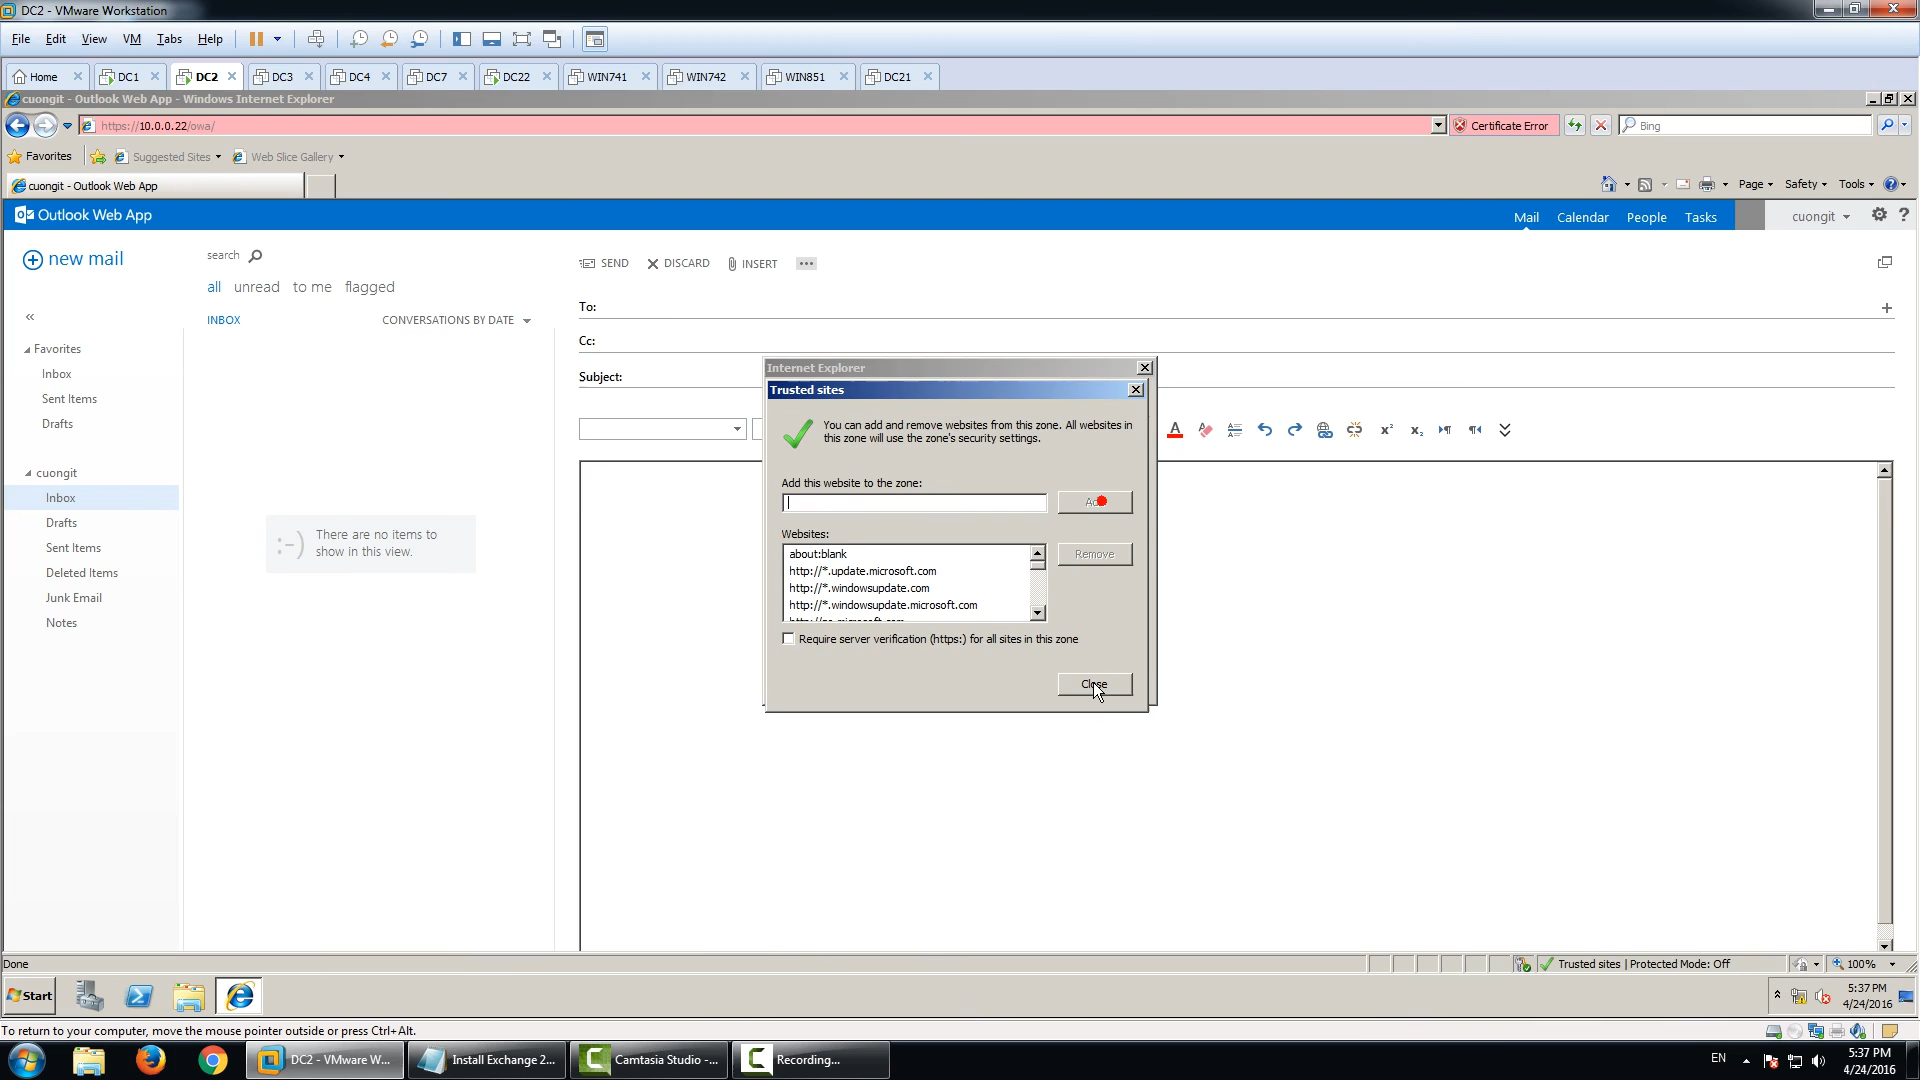 DC2 - VMware Workstation
File Edit View VM Tabs Help
Home DC1 DC2 DC3 DC4 DC7 DC22 WIN741 WIN742 WIN851 DC21
cuongit - Outlook Web App - Windows Internet Explorer
https://10.0.0.22/owa/ Certificate Error Bing
Favorites Suggested Sites Web Slice Gallery
cuongit - Outlook Web App Page Safety Tools
Outlook Web App Mail Calendar People Tasks cuongit ?
new mail
search
all unread to me flagged
INBOX CONVERSATIONS BY DATE
«
Favorites
Inbox
Sent Items
Drafts
cuongit
Inbox
Drafts
Sent Items
Deleted Items
Junk Email
Notes
:-) There are no items to
show in this view.
SEND DISCARD INSERT •••
To:
Cc:
Subject:
Internet Explorer
Trusted sites
You can add and remove websites from this zone. All websites in
this zone will use the zone's security settings.
Add this website to the zone:
Websites:
about:blank
http://*.update.microsoft.com
http://*.windowsupdate.com
http://*.windowsupdate.microsoft.com
Remove
Require server verification (https:) for all sites in this zone
Close
Done Trusted sites | Protected Mode: Off 100%
Start 5:37 PM
4/24/2016
To return to your computer, move the mouse pointer outside or press Ctrl+Alt.
DC2 - VMware W... Install Exchange 2... Camtasia Studio -... Recording... EN 5:37 PM
4/24/2016